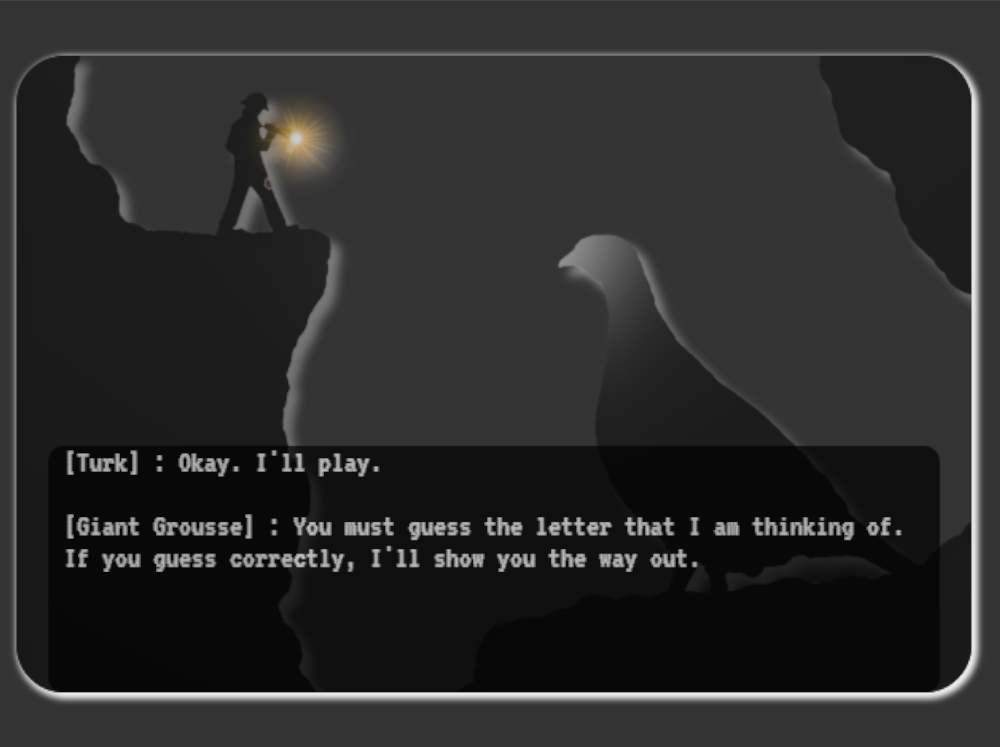 [Turk] : Okay. I'll play.
[Giant Grousse] : You must guess the letter that I am thinking of.
If you guess correctly, I'll show you the way out.